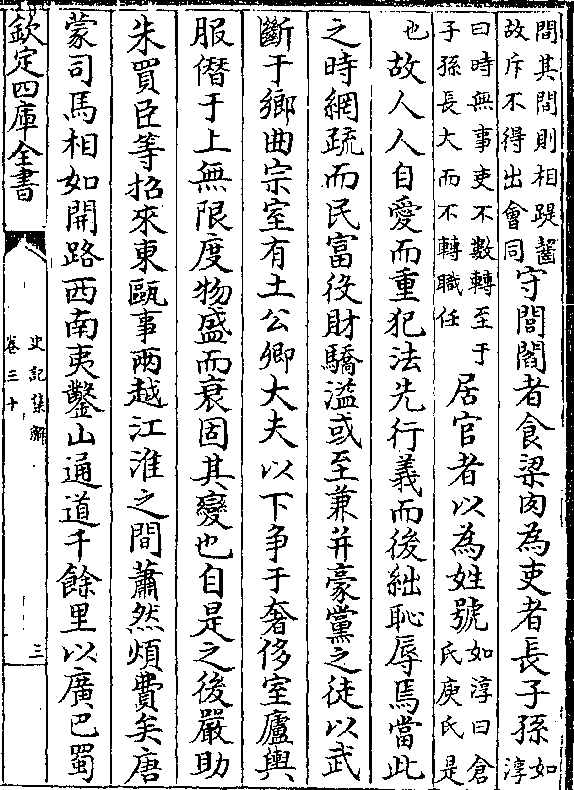 間其間則相踶齧
故斥不得出會同
守閭閻者食梁肉為吏者長子孫
如淳
曰時無事吏不數轉至于
子孫長大而不轉職任
居官者以為姓號
如淳曰倉
氏庾氏是
也
故人人自愛而重犯法先行義而後絀恥辱焉當此
之時網疏而民富役財驕溢或至兼并豪黨之徒以武
斷于鄉曲宗室有土公卿大夫以下爭于奢侈室廬輿
服僭于上無限度物盛而衰固其變也自是之後嚴助
朱買臣等招來東甌事兩越江淮之間蕭然煩費矣唐
蒙司馬相如開路西南夷鑿山通道千餘里以廣巴蜀
欽定四庫全書
史記集解
卷三十
三